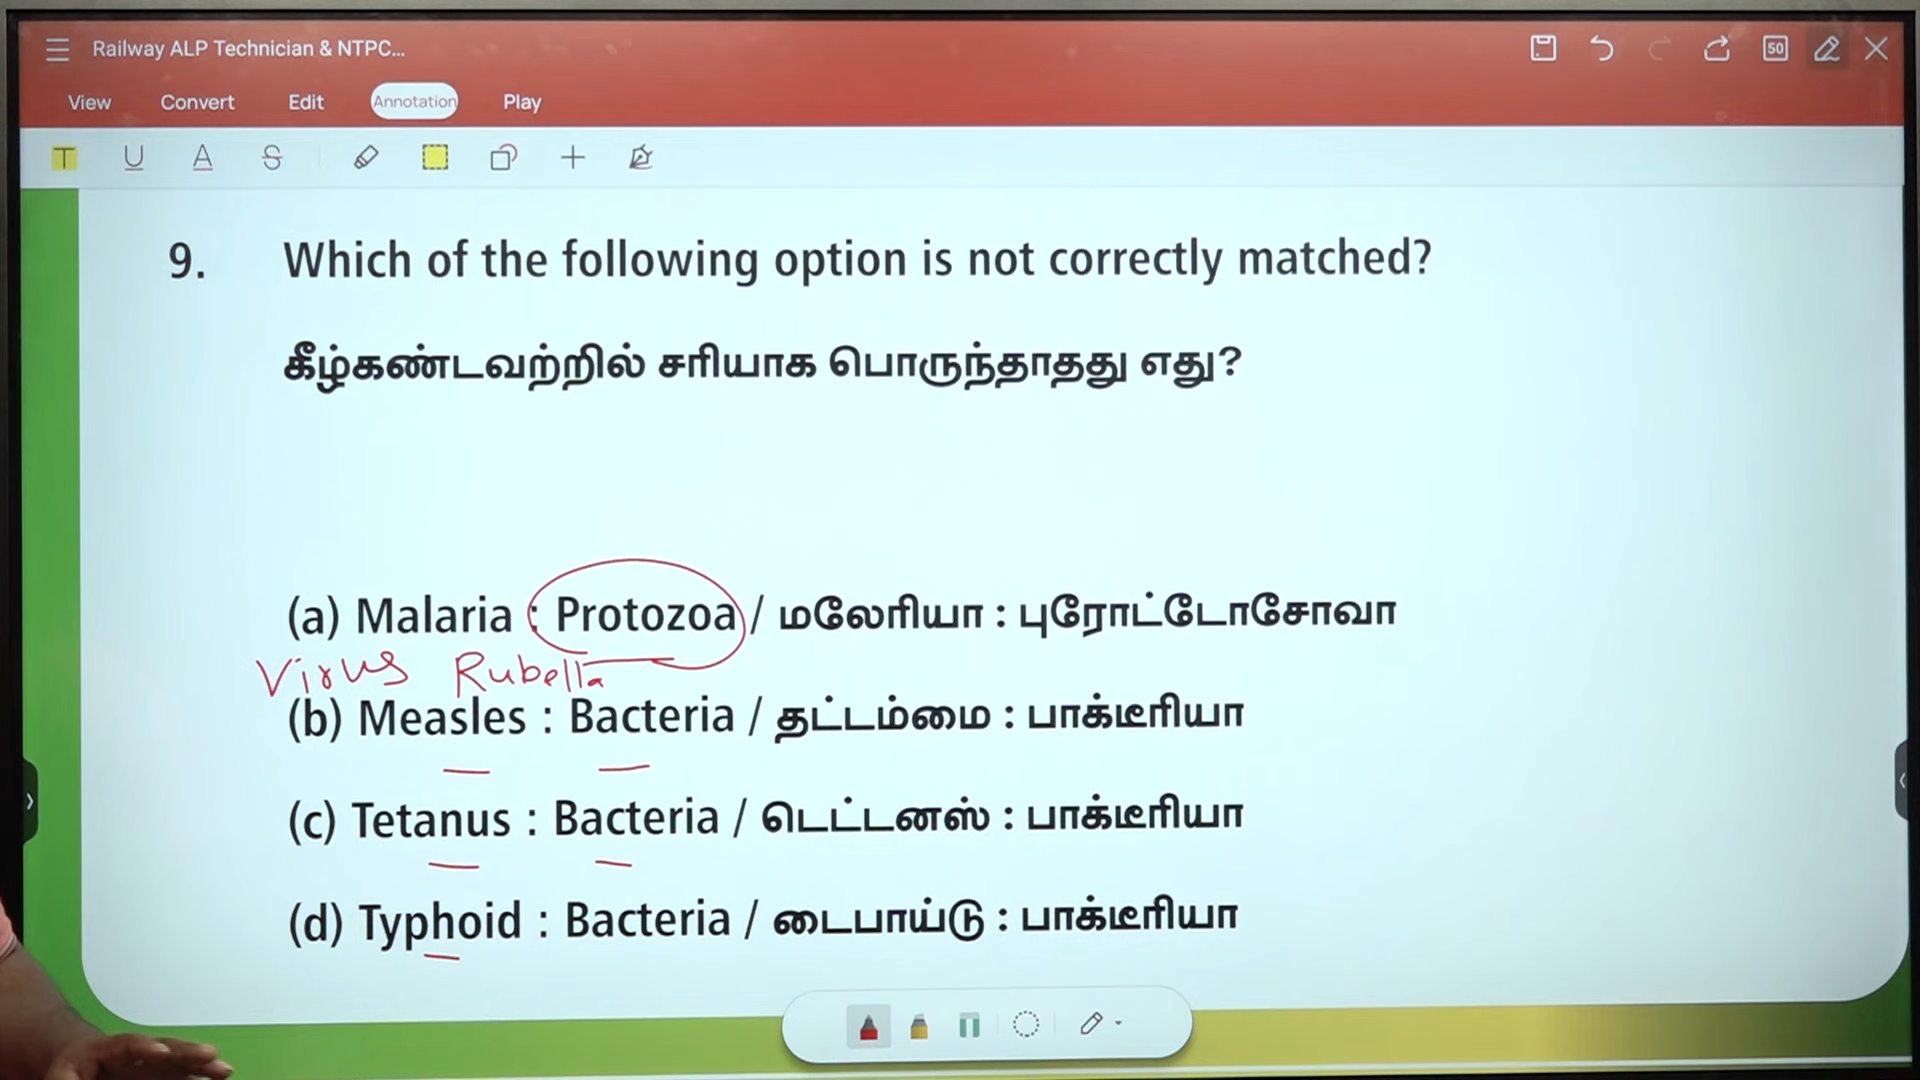 Railway ALP Technician & NTPC...
50
View Convert Edit Annotation Play
T U A S
9. Which of the following option is not correctly matched?
கீழ்கண்டவற்றில் சரியாக பொருந்தாதது எது?
(a) Malaria : Protozoa / மலேரியா : புரோட்டோசோவா
Virus Rubella
(b) Measles : Bacteria / தட்டம்மை : பாக்டீரியா
(c) Tetanus : Bacteria / டெட்டனஸ் : பாக்டீரியா
(d) Typhoid : Bacteria / டைபாய்டு : பாக்டீரியா